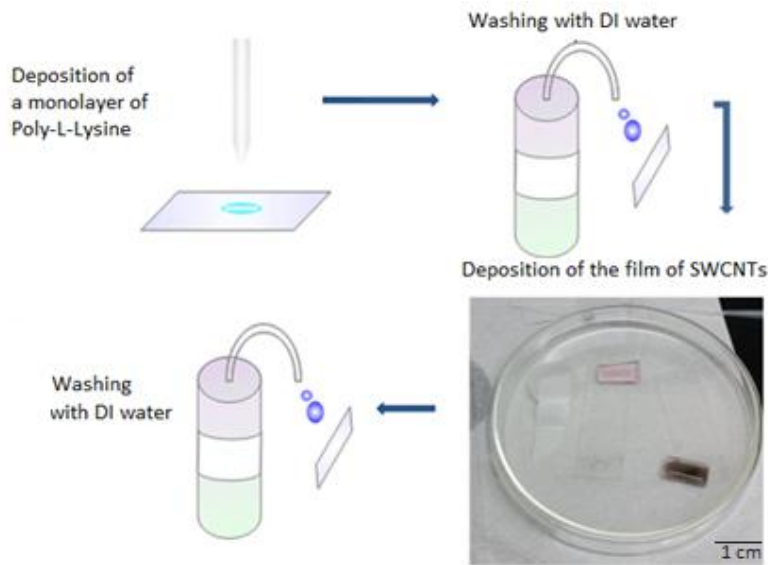 Deposition of
a monolayer of
Poly-L-Lysine
Washing with DI water
Deposition of the film of SWCNTs
Washing
with DI water
1 cm